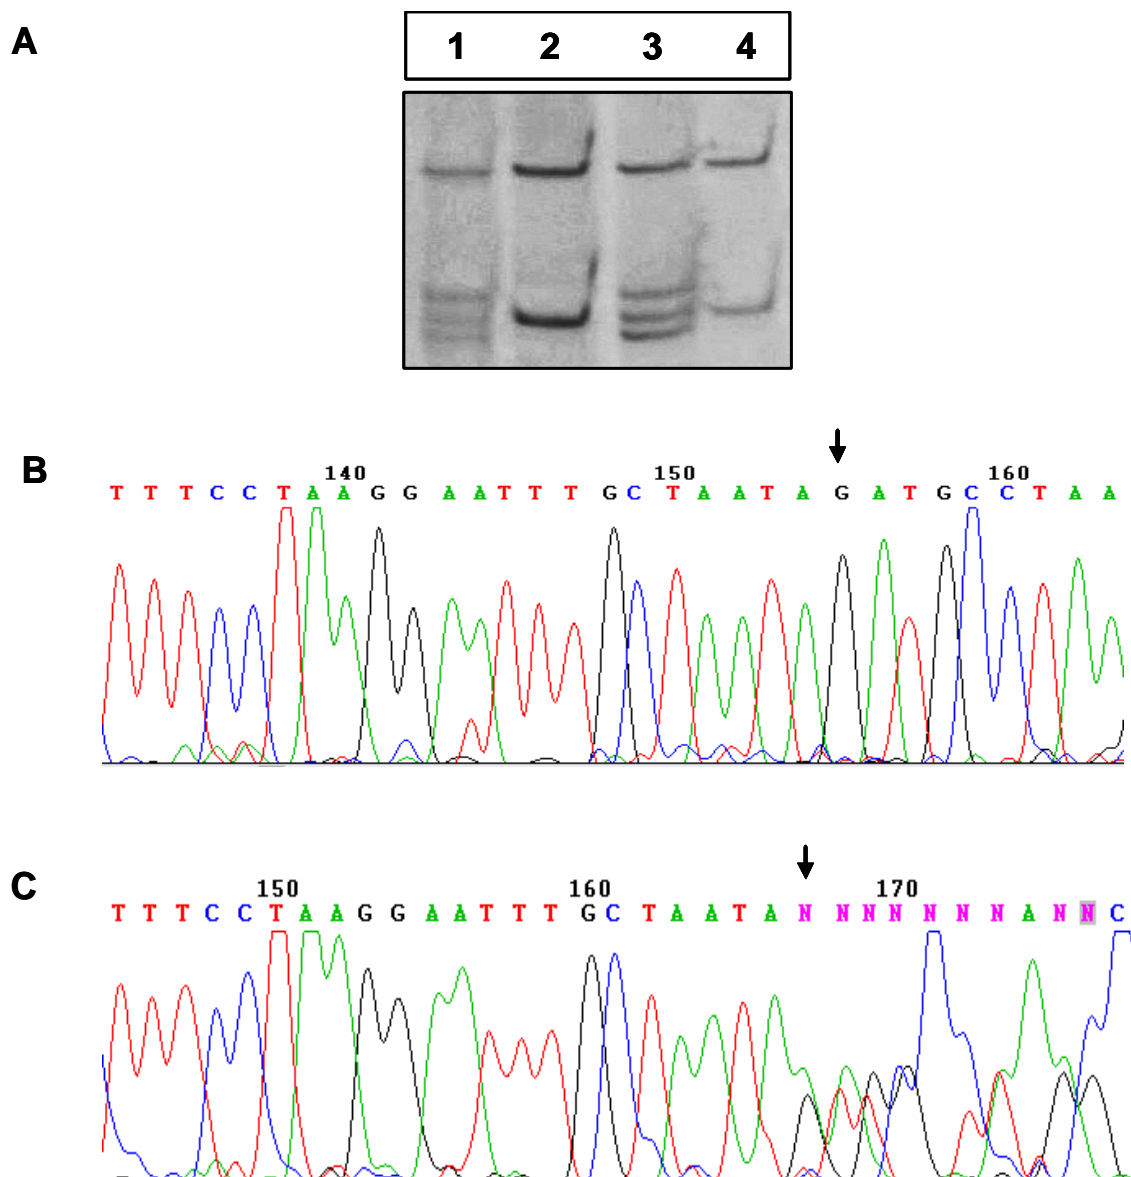 A
1 2 3 4
B
140 150 160
T T T C C T A A G G A A T T T G C T A A T A G A T G C C T A A
C
150 160 170
T T T C C T A A G G A A T T T G C T A A T A N N N N N N N A N N C